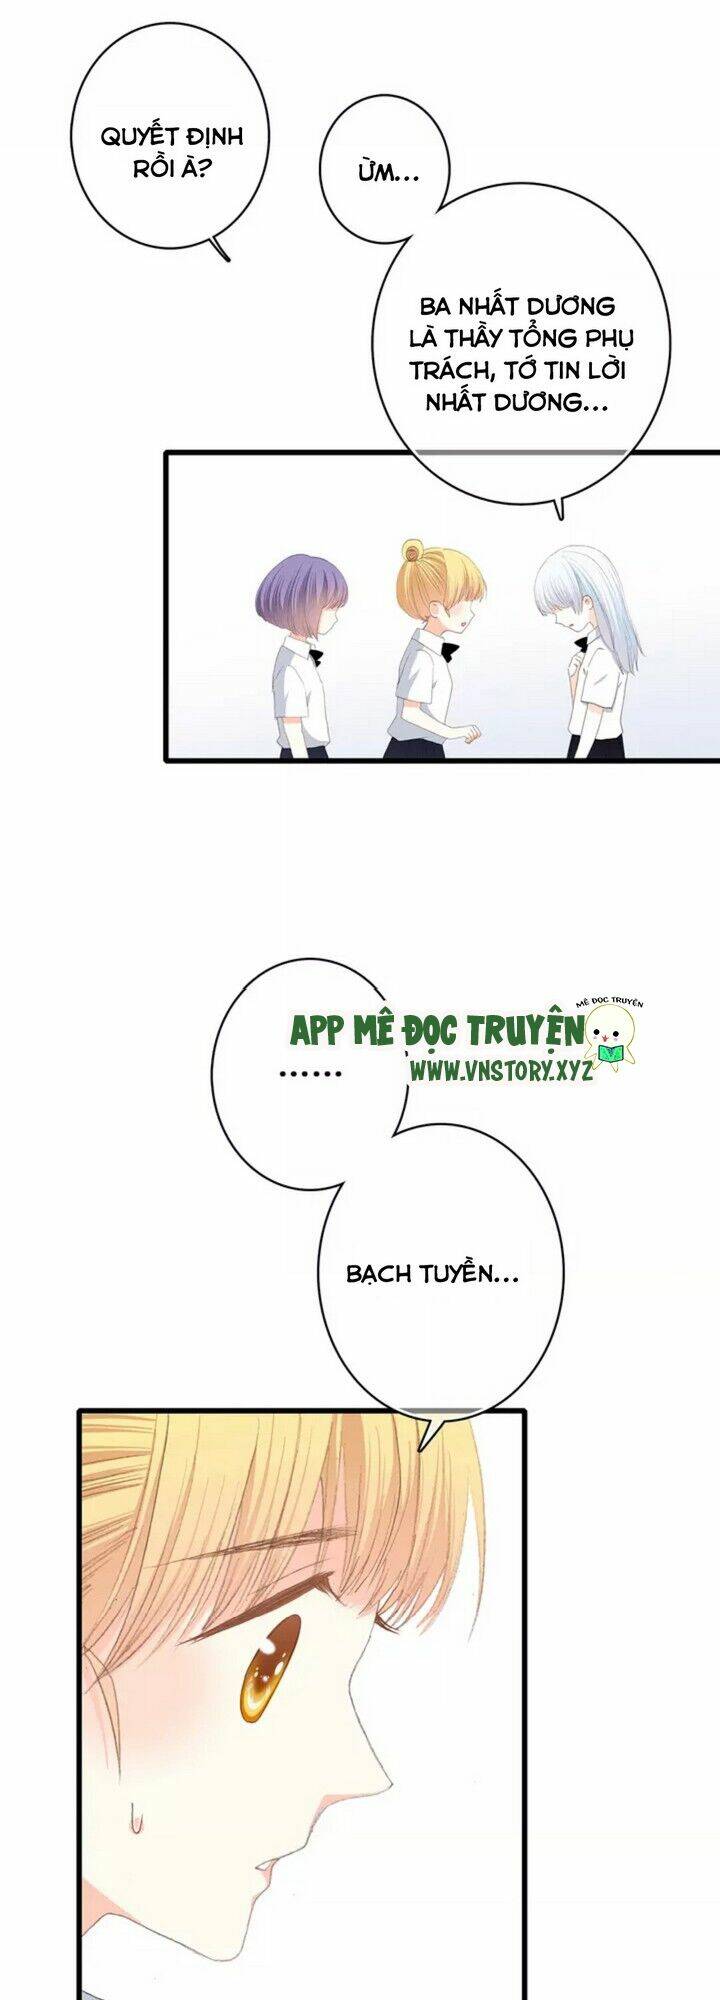 QUYẾT ĐỊNH
RỒI À?
ỪM...
BA NHẤT DƯƠNG
LÀ THẦY TỔNG PHỤ
TRÁCH, TỚ TIN LỜI
NHẤT DƯƠNG...
MÊ ĐỌC TRUYỆN
APP MÊ ĐỌC TRUYỆN
WWW.VNSTORY.XYZ
......
BẠCH TUYỀN...